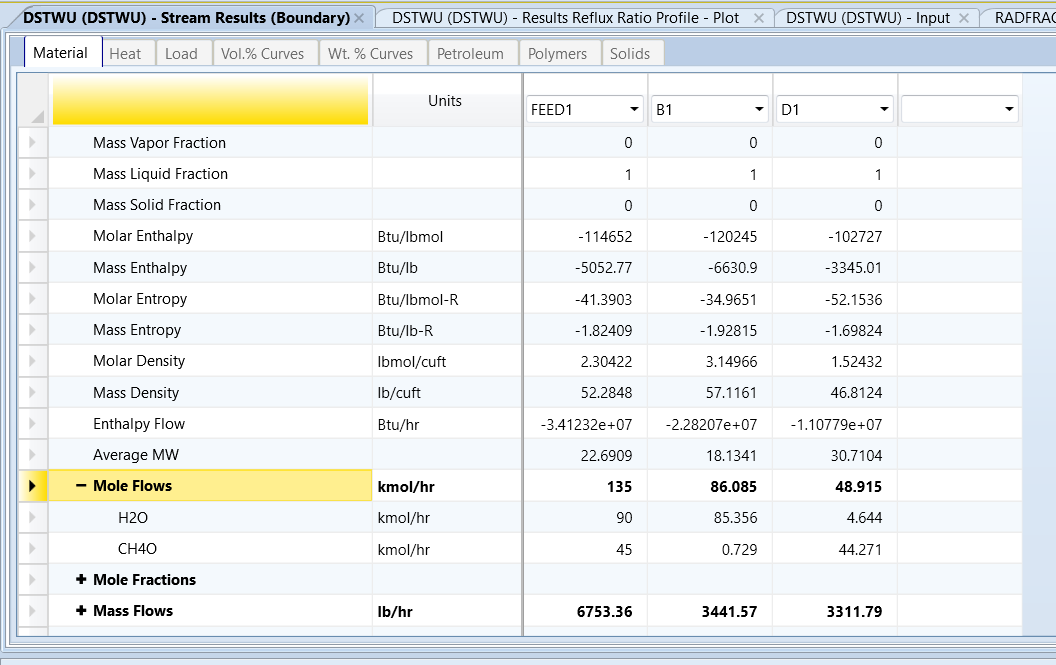 DSTWU (DSTWU) - Stream Results (Boundary) DSTWU (DSTWU) - Results Reflux Ratio Profile - Plot DSTWU (DSTWU) - Input RADFRAC
Material Heat Load Vol.% Curves Wt. % Curves Petroleum Polymers Solids
Units FEED1 B1 D1
Mass Vapor Fraction 0 0 0
Mass Liquid Fraction 1 1 1
Mass Solid Fraction 0 0 0
Molar Enthalpy Btu/lbmol -114652 -120245 -102727
Mass Enthalpy Btu/lb -5052.77 -6630.9 -3345.01
Molar Entropy Btu/lbmol-R -41.3903 -34.9651 -52.1536
Mass Entropy Btu/lb-R -1.82409 -1.92815 -1.69824
Molar Density lbmol/cuft 2.30422 3.14966 1.52432
Mass Density lb/cuft 52.2848 57.1161 46.8124
Enthalpy Flow Btu/hr -3.41232e+07 -2.28207e+07 -1.10779e+07
Average MW 22.6909 18.1341 30.7104
− Mole Flows kmol/hr 135 86.085 48.915
H2O kmol/hr 90 85.356 4.644
CH4O kmol/hr 45 0.729 44.271
+ Mole Fractions
+ Mass Flows lb/hr 6753.36 3441.57 3311.79